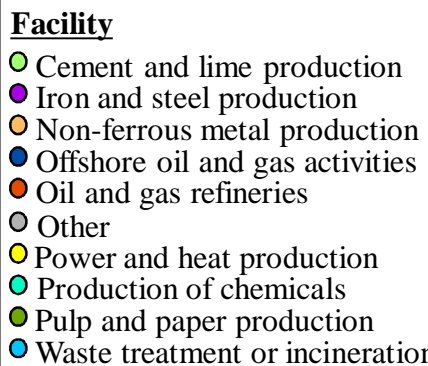 Facility
Cement and lime production
Iron and steel production
Non-ferrous metal production
Offshore oil and gas activities
Oil and gas refineries
Other
Power and heat production
Production of chemicals
Pulp and paper production
Waste treatment or incineration